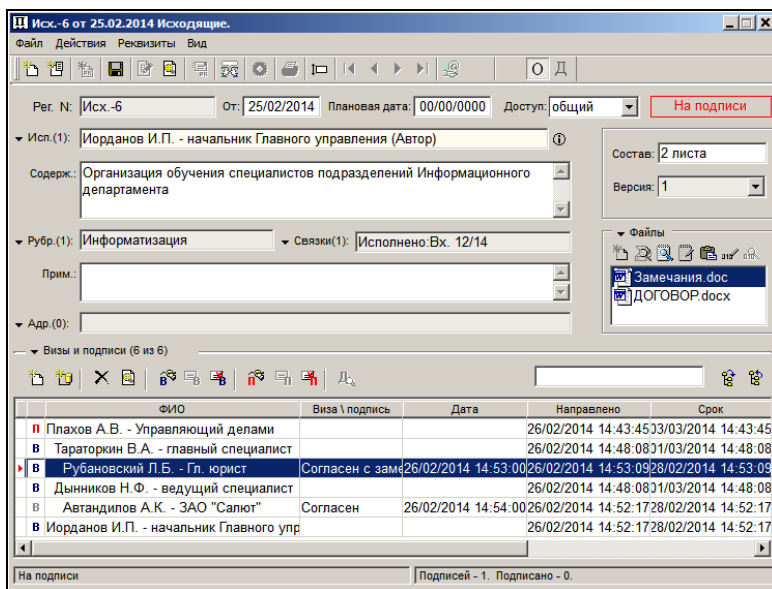 Исх.-6 от 25.02.2014 Исходящие.
Файл Действия Реквизиты Вид
О Д
Рег. N: Исх.-6 От: 25/02/2014 Плановая дата: 00/00/0000 Доступ: общий На подписи
Исп.(1): Иорданов И.П. - начальник Главного управления (Автор)
Состав: 2 листа
Содерж.: Организация обучения специалистов подразделений Информационного
департамента
Версия: 1
Рубр.(1): Информатизация Связки(1): Исполнено:Вх. 12/14
Файлы
Прим.:
Замечания.doc
ДОГОВОР.docx
Адр.(0):
Визы и подписи (6 из 6)
ФИО Виза \ подпись Дата Направлено Срок
П Плахов А.В. - Управляющий делами 26/02/2014 14:43:45 03/03/2014 14:43:45
В Тараторкин В.А. - главный специалист 26/02/2014 14:48:08 01/03/2014 14:48:08
В Рубановский Л.Б. - Гл. юрист Согласен с заме 26/02/2014 14:53:00 26/02/2014 14:53:09 28/02/2014 14:53:09
В Дынников Н.Ф. - ведущий специалист 26/02/2014 14:48:08 01/03/2014 14:48:08
В Автандилов А.К. - ЗАО "Салют" Согласен 26/02/2014 14:54:00 26/02/2014 14:52:17 28/02/2014 14:52:17
В Иорданов И.П. - начальник Главного упр 26/02/2014 14:52:17 28/02/2014 14:52:17
На подписи Подписей - 1. Подписано - 0.